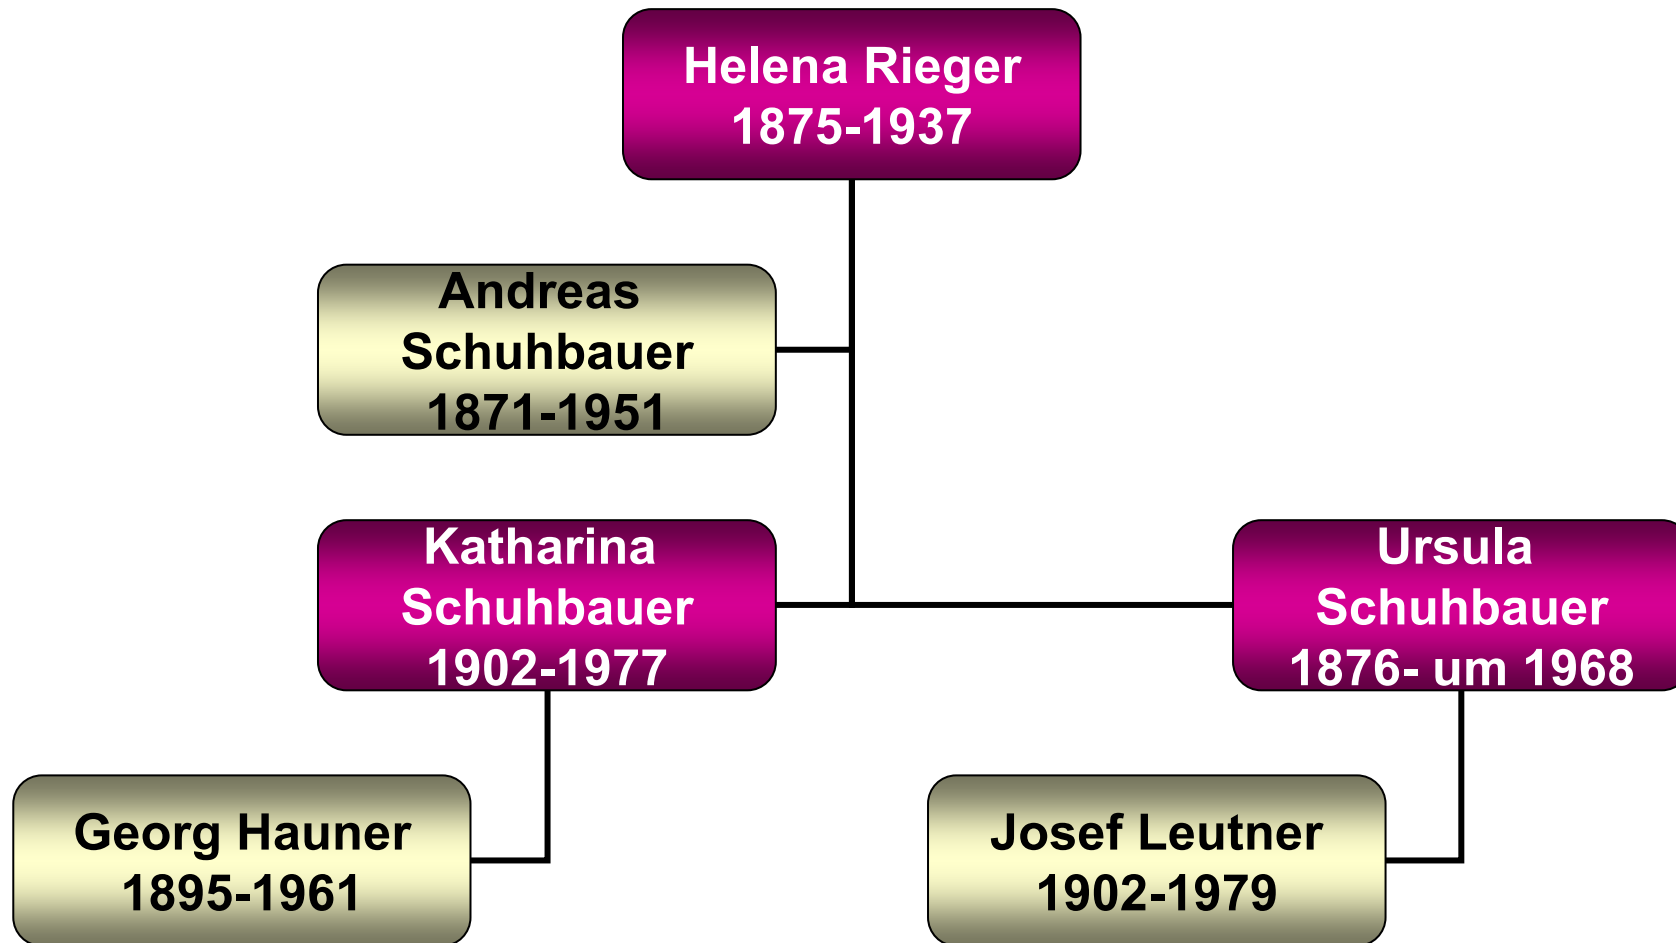 Helena Rieger
1875-1937
Andreas
Schuhbauer
1871-1951
Katharina
Schuhbauer
1902-1977
Ursula
Schuhbauer
1876- um 1968
Georg Hauner
1895-1961
Josef Leutner
1902-1979